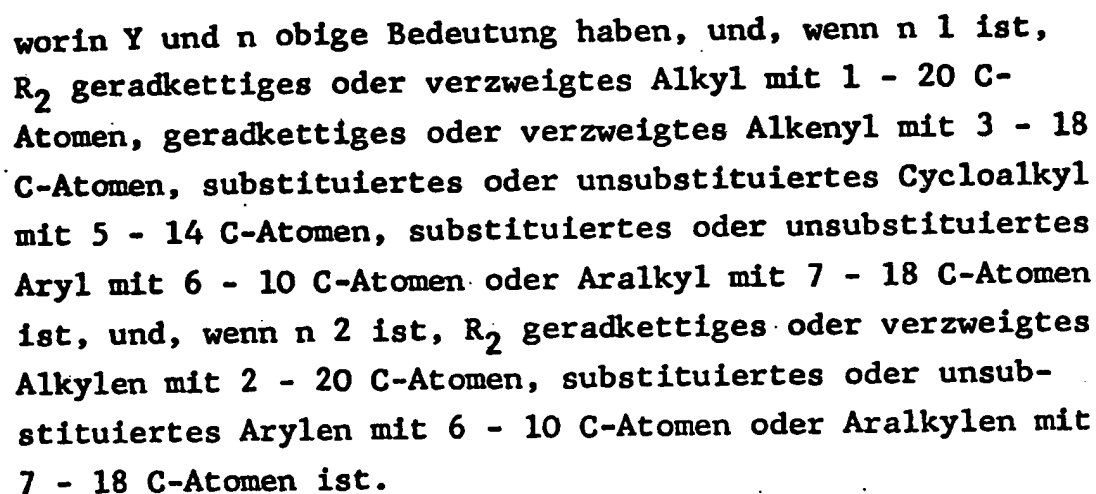 worin Y und n obige Bedeutung haben, und, wenn n 1 ist,
R₂ geradkettiges oder verzweigtes Alkyl mit 1 - 20 C-
Atomen, geradkettiges oder verzweigtes Alkenyl mit 3 - 18
C-Atomen, substituiertes oder unsubstituiertes Cycloalkyl
mit 5 - 14 C-Atomen, substituiertes oder unsubstituiertes
Aryl mit 6 - 10 C-Atomen oder Aralkyl mit 7 - 18 C-Atomen
ist, und, wenn n 2 ist, R₂ geradkettiges oder verzweigtes
Alkylen mit 2 - 20 C-Atomen, substituiertes oder unsub-
stituiertes Arylen mit 6 - 10 C-Atomen oder Aralkylen mit
7 - 18 C-Atomen ist.